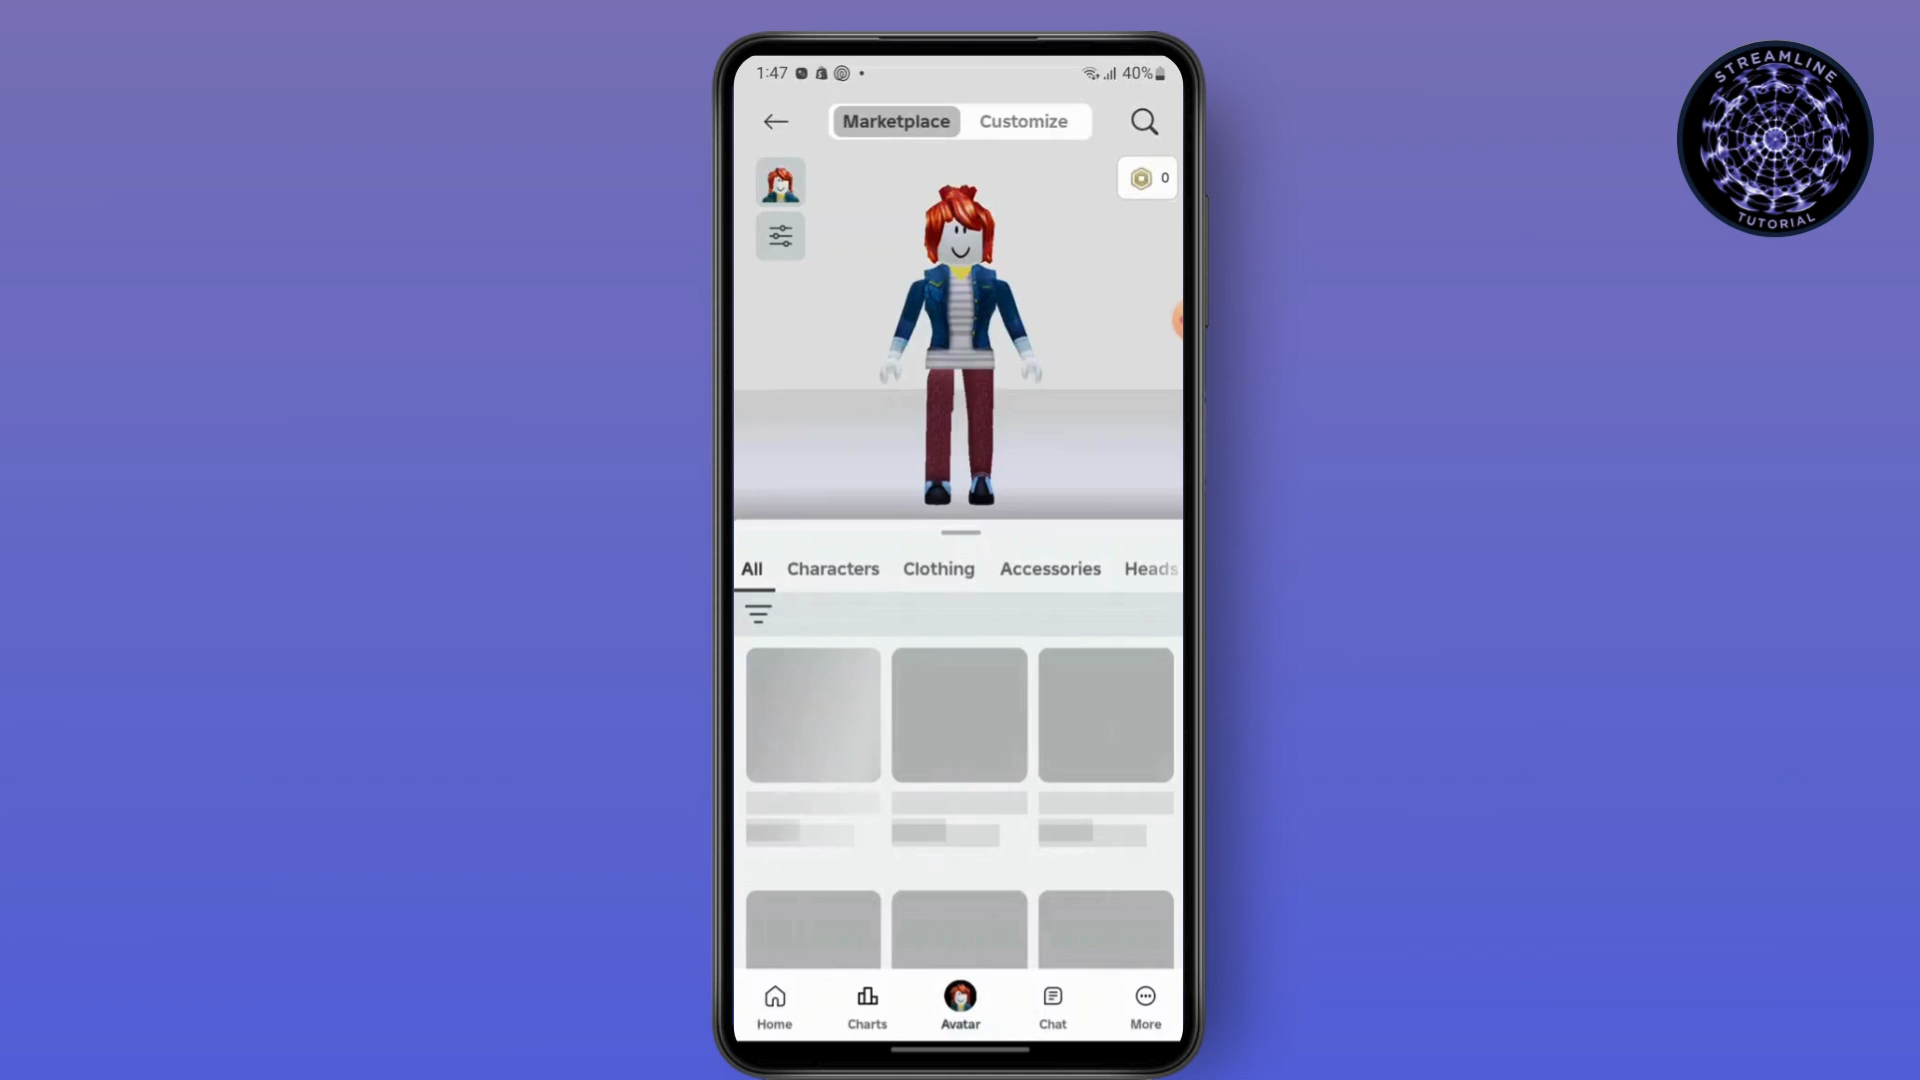 1:47
40%
Marketplace
Customize
0
All
Characters
Clothing
Accessories
Heads
Home
Charts
Avatar
Chat
More
STREAMLINE
TUTORIAL